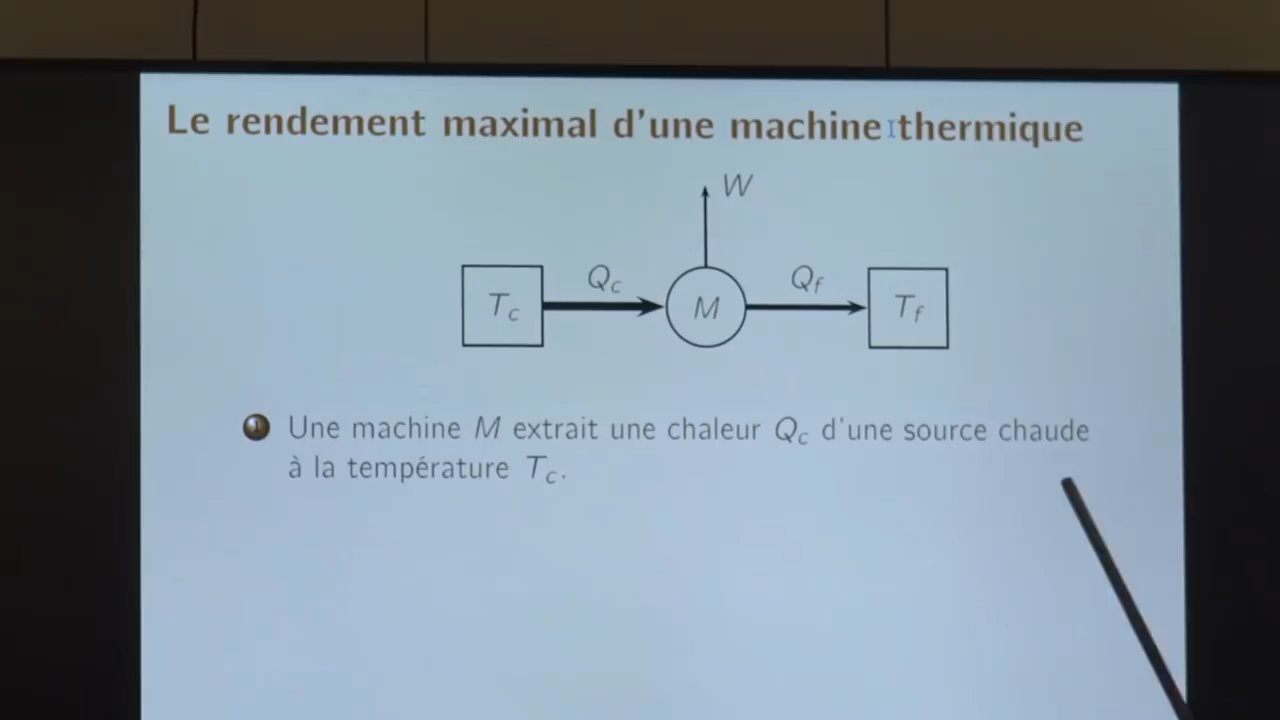 Le rendement maximal d'une machine thermique
W
Q_c
Q_f
T_c
M
T_f
1 Une machine M extrait une chaleur Q_c d'une source chaude
à la température T_c.